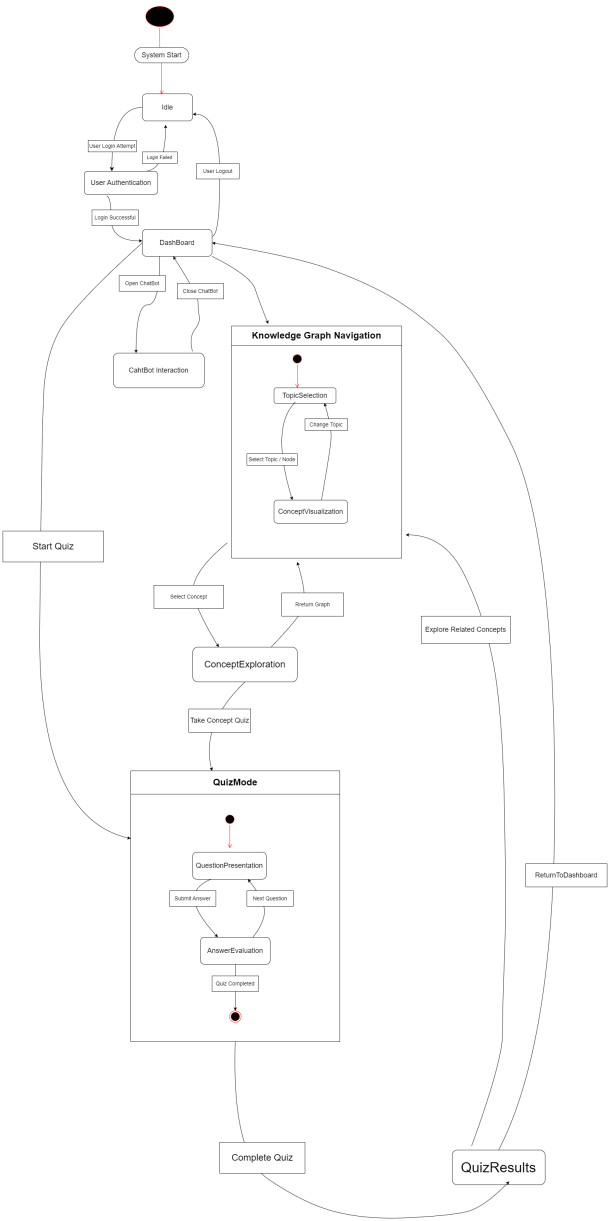 System Start
Idle
User Login Attempt
Login Failed
User Logout
User Authentication
Login Successful
DashBoard
Open ChatBot
Close ChatBot
Knowledge Graph Navigation
CahtBot Interaction
TopicSelection
Change Topic
Select Topic / Node
ConceptVisualization
Start Quiz
Select Concept
Rreturn Graph
Explore Related Concepts
ConceptExploration
Take Concept Quiz
QuizMode
QuestionPresentation
ReturnToDashboard
Submit Answer
Next Question
AnswerEvaluation
Quiz Completed
Complete Quiz
QuizResults